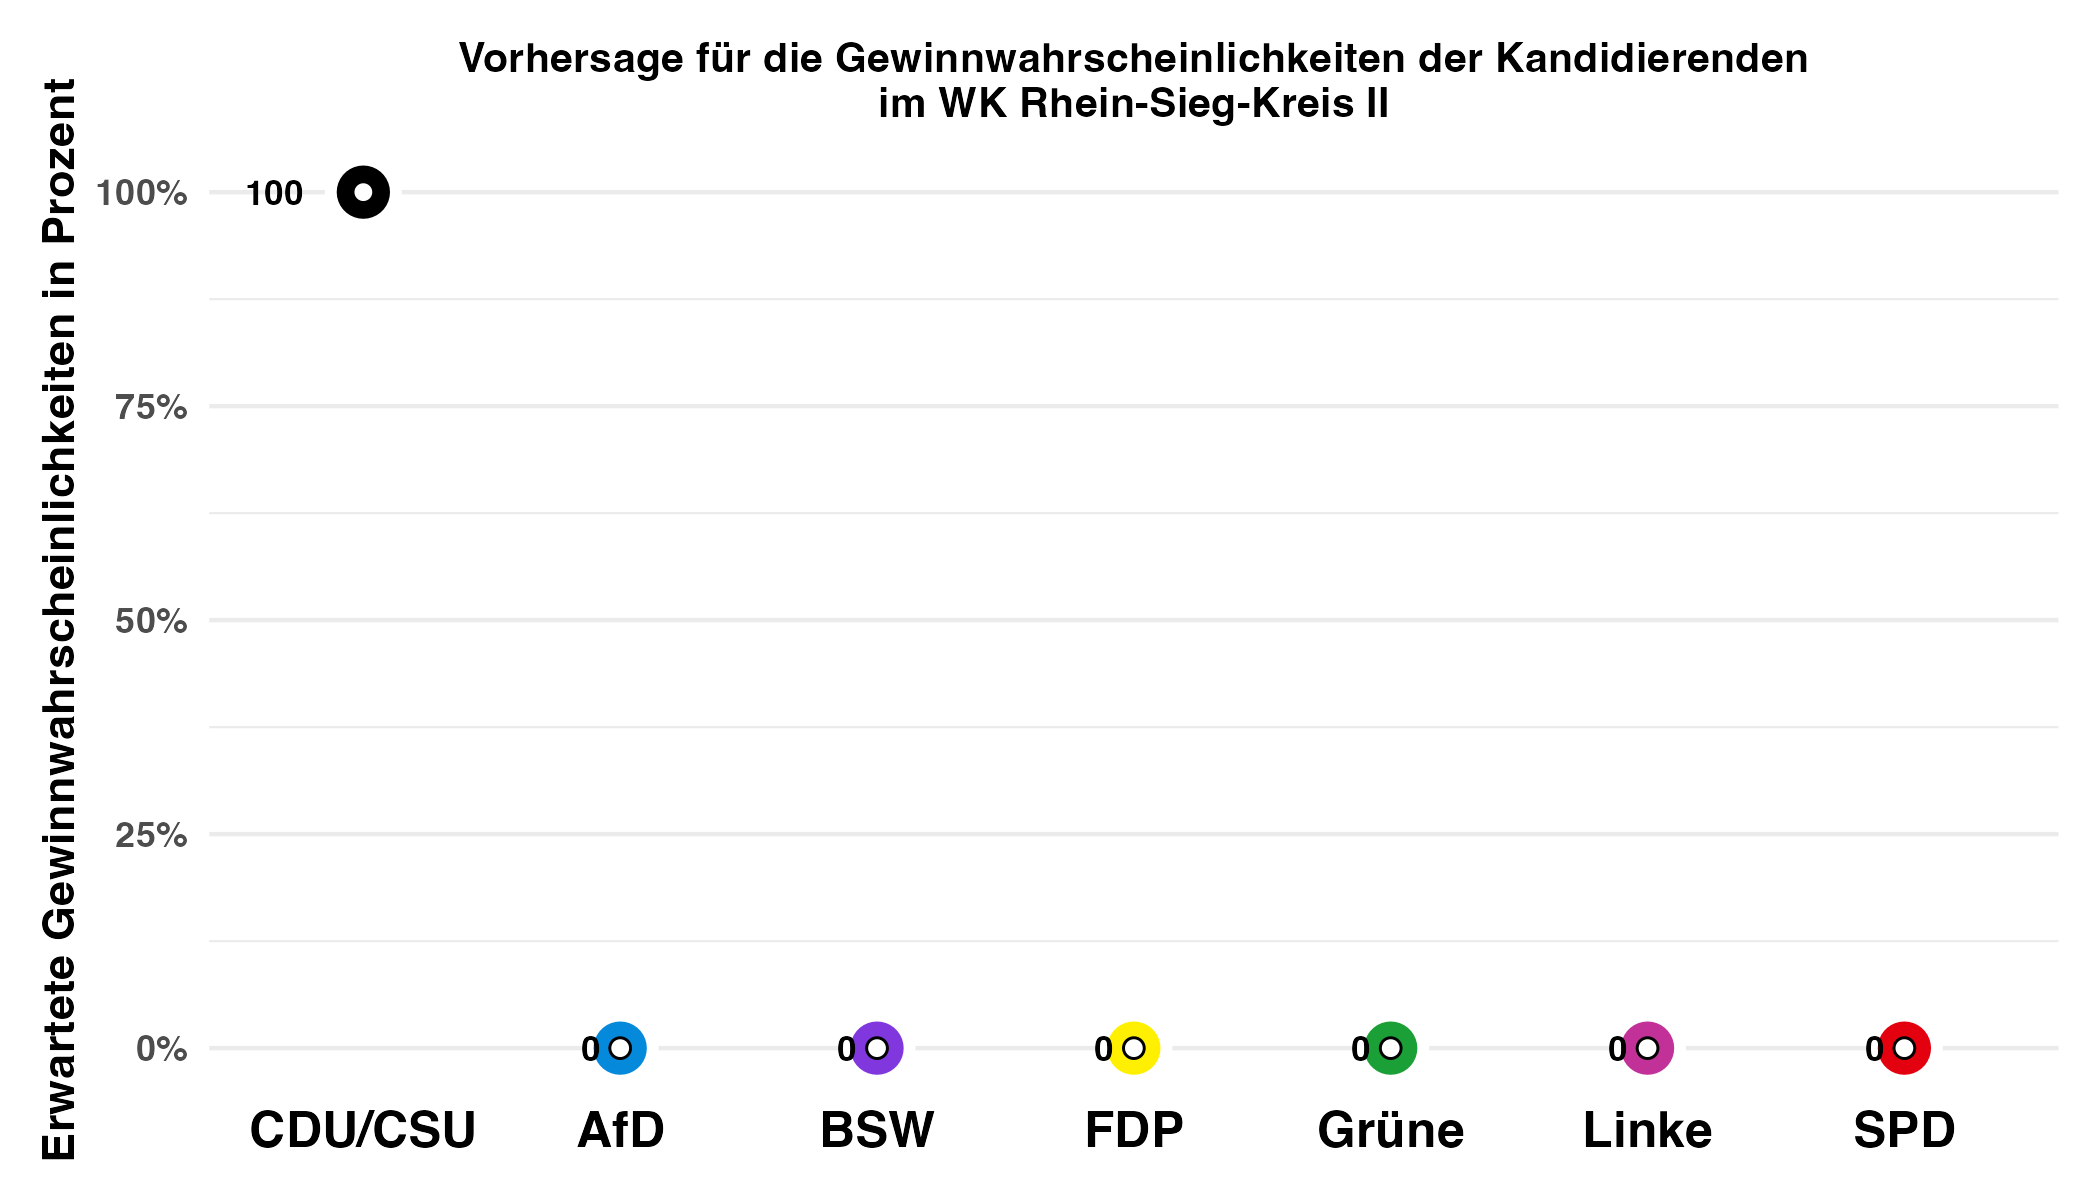 Vorhersage für die Gewinnwahrscheinlichkeiten der Kandidierenden
im WK Rhein-Sieg-Kreis II
Erwartete Gewinnwahrscheinlichkeiten in Prozent
100%
75%
50%
25%
0%
100
0
0
0
0
0
0
CDU/CSU
AfD
BSW
FDP
Grüne
Linke
SPD